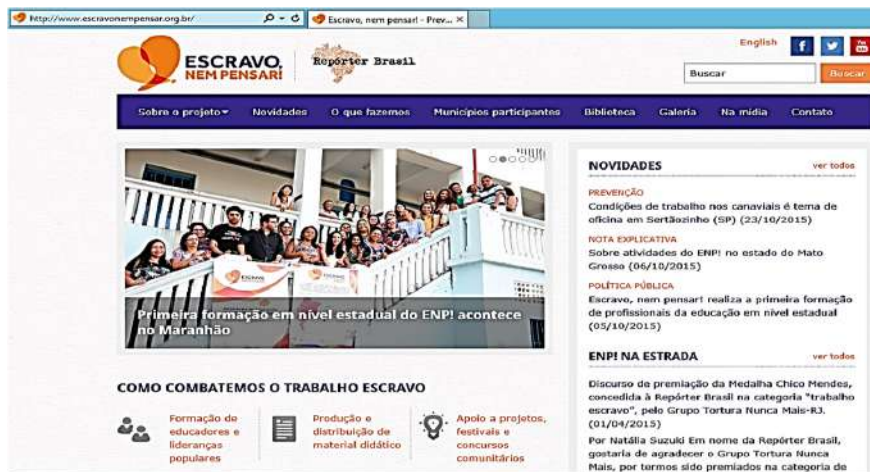 http://www.escravonempensar.org.br/
Escravo, nem pensar! - Prev...
English
ESCRAVO,
NEM PENSAR!
Repórter Brasil
You
Buscar
Buscar
Sobre o projeto Novidades O que fazemos Municípios participantes Biblioteca Galeria Na mídia Contato
Primeira formação em nível estadual do ENP! acontece
no Maranhão
COMO COMBATEMOS O TRABALHO ESCRAVO
Formação de
educadores e
lideranças
populares
Produção e
distribuição de
material didático
Apoio a projetos,
festivais e
concursos
comunitários
NOVIDADES ver todos
PREVENÇÃO
Condições de trabalho nos canaviais é tema de
oficina em Sertãozinho (SP) (23/10/2015)
NOTA EXPLICATIVA
Sobre atividades do ENP! no estado do Mato
Grosso (06/10/2015)
POLÍTICA PÚBLICA
Escravo, nem pensar! realiza a primeira formação
de profissionais da educação em nível estadual
(05/10/2015)
ENP! NA ESTRADA ver todos
Discurso de premiação da Medalha Chico Mendes,
concedida à Repórter Brasil na categoria "trabalho
escravo", pelo Grupo Tortura Nunca Mais-RJ.
(01/04/2015)
Por Natália Suzuki Em nome da Repórter Brasil,
gostaria de agradecer o Grupo Tortura Nunca
Mais, por termos sido premiados na categoria de